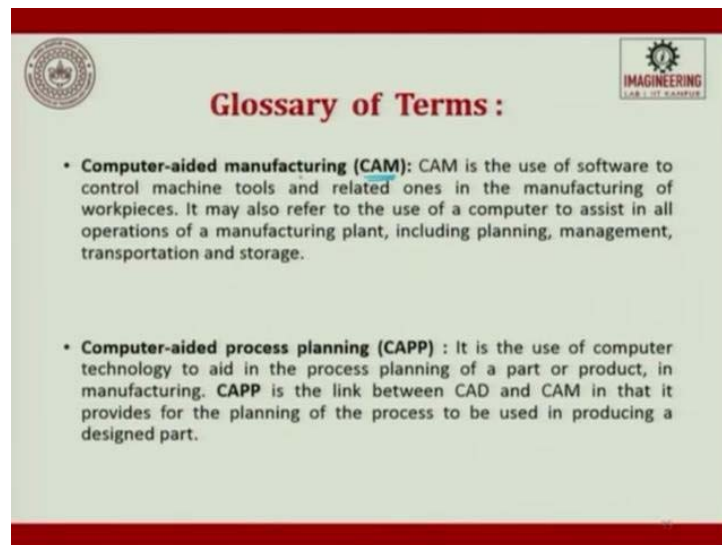 IMAGINEERING
LAB | IIT KANPUR
Glossary of Terms :
• Computer-aided manufacturing (CAM): CAM is the use of software to
control machine tools and related ones in the manufacturing of
workpieces. It may also refer to the use of a computer to assist in all
operations of a manufacturing plant, including planning, management,
transportation and storage.
• Computer-aided process planning (CAPP) : It is the use of computer
technology to aid in the process planning of a part or product, in
manufacturing. CAPP is the link between CAD and CAM in that it
provides for the planning of the process to be used in producing a
designed part.